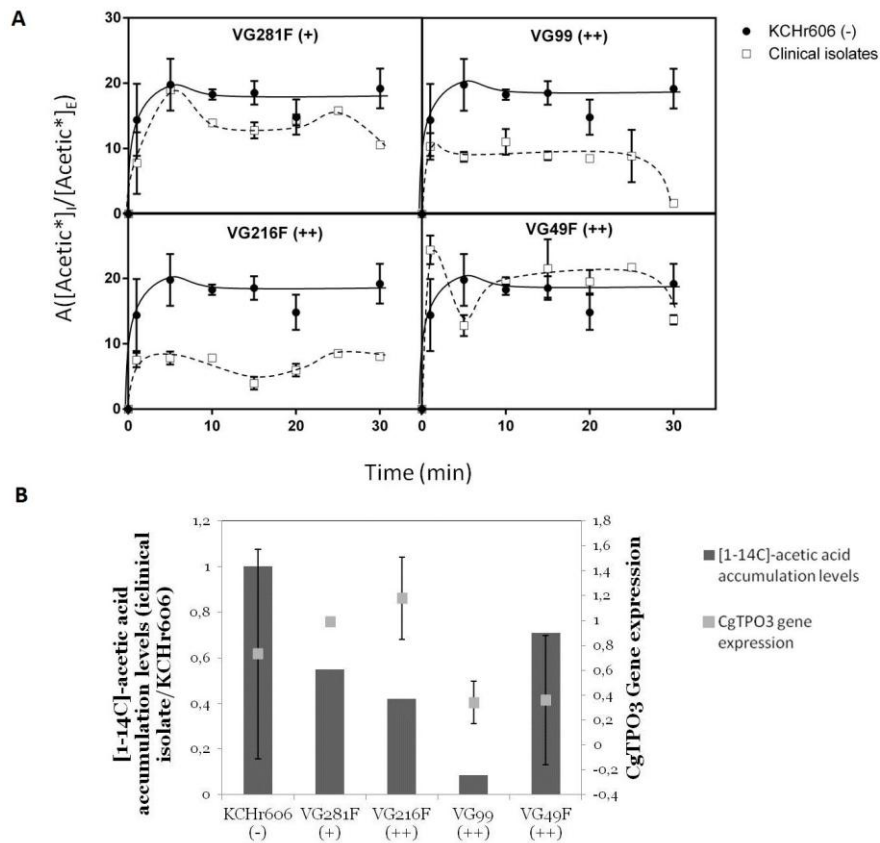 A
VG281F (+)
VG99 (++)
KCHr606 (-)
Clinical isolates
30
20
10
0
VG216F (++)
VG49F (++)
20
10
0
A([Acetic*]I/[Acetic*]E)
0
10
20
30
0
10
20
30
Time (min)
B
[1-14C]-acetic acid
accumulation levels (iclinical
isolate/KCHr606)
1,2
1
0,8
0,6
0,4
0,2
0
1,8
1,6
1,4
1,2
1
0,8
0,6
0,4
0,2
0
-0,2
-0,4
CgTPO3 Gene expression
[1-14C]-acetic acid
accumulation levels
CgTPO3 gene
expression
KCHr606
(-)
VG281F
(+)
VG216F
(++)
VG99
(++)
VG49F
(++)